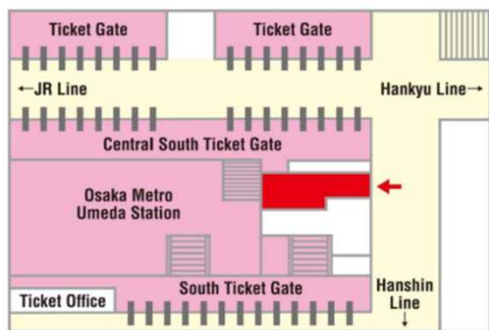 Ticket Gate
Ticket Gate
←JR Line
Hankyu Line→
Central South Ticket Gate
Osaka Metro
Umeda Station
Hanshin
Line
↓
South Ticket Gate
Ticket Office